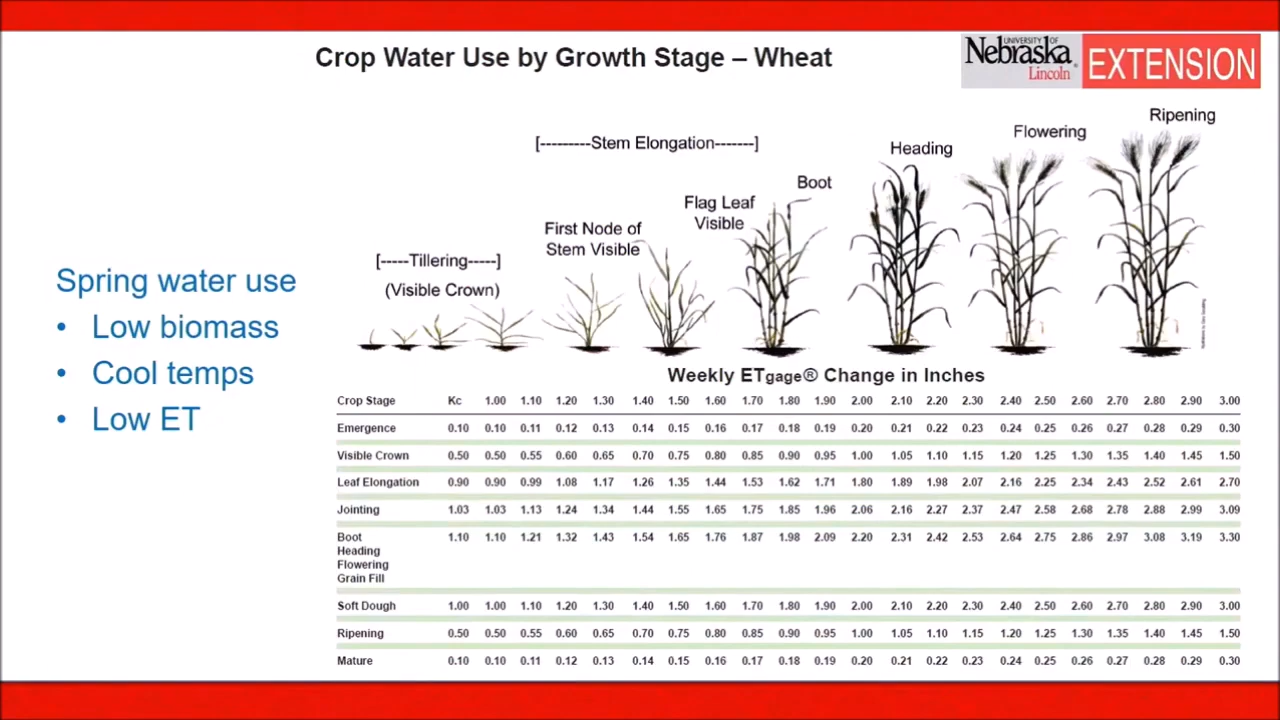 Crop Water Use by Growth Stage – Wheat
UNIVERSITY OF
Nebraska
Lincoln®
EXTENSION
Ripening
Flowering
[---------Stem Elongation-------]
Heading
Boot
Flag Leaf
Visible
First Node of
Stem Visible
[-----Tillering-----]
(Visible Crown)
Spring water use
• Low biomass
• Cool temps
• Low ET
Weekly ETgage® Change in Inches
Crop Stage Kc 1.00 1.10 1.20 1.30 1.40 1.50 1.60 1.70 1.80 1.90 2.00 2.10 2.20 2.30 2.40 2.50 2.60 2.70 2.80 2.90 3.00
Emergence 0.10 0.10 0.11 0.12 0.13 0.14 0.15 0.16 0.17 0.18 0.19 0.20 0.21 0.22 0.23 0.24 0.25 0.26 0.27 0.28 0.29 0.30
Visible Crown 0.50 0.50 0.55 0.60 0.65 0.70 0.75 0.80 0.85 0.90 0.95 1.00 1.05 1.10 1.15 1.20 1.25 1.30 1.35 1.40 1.45 1.50
Leaf Elongation 0.90 0.90 0.99 1.08 1.17 1.26 1.35 1.44 1.53 1.62 1.71 1.80 1.89 1.98 2.07 2.16 2.25 2.34 2.43 2.52 2.61 2.70
Jointing 1.03 1.03 1.13 1.24 1.34 1.44 1.55 1.65 1.75 1.85 1.96 2.06 2.16 2.27 2.37 2.47 2.58 2.68 2.78 2.88 2.99 3.09
Boot 1.10 1.10 1.21 1.32 1.43 1.54 1.65 1.76 1.87 1.98 2.09 2.20 2.31 2.42 2.53 2.64 2.75 2.86 2.97 3.08 3.19 3.30
Heading
Flowering
Grain Fill
Soft Dough 1.00 1.00 1.10 1.20 1.30 1.40 1.50 1.60 1.70 1.80 1.90 2.00 2.10 2.20 2.30 2.40 2.50 2.60 2.70 2.80 2.90 3.00
Ripening 0.50 0.50 0.55 0.60 0.65 0.70 0.75 0.80 0.85 0.90 0.95 1.00 1.05 1.10 1.15 1.20 1.25 1.30 1.35 1.40 1.45 1.50
Mature 0.10 0.10 0.11 0.12 0.13 0.14 0.15 0.16 0.17 0.18 0.19 0.20 0.21 0.22 0.23 0.24 0.25 0.26 0.27 0.28 0.29 0.30